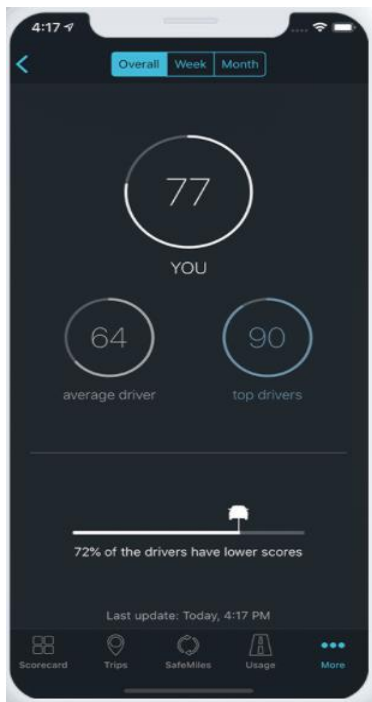 4:17
Overall Week Month
77
YOU
64 90
average driver top drivers
72% of the drivers have lower scores
Last update: Today, 4:17 PM
Scorecard Trips SafeMiles Usage More